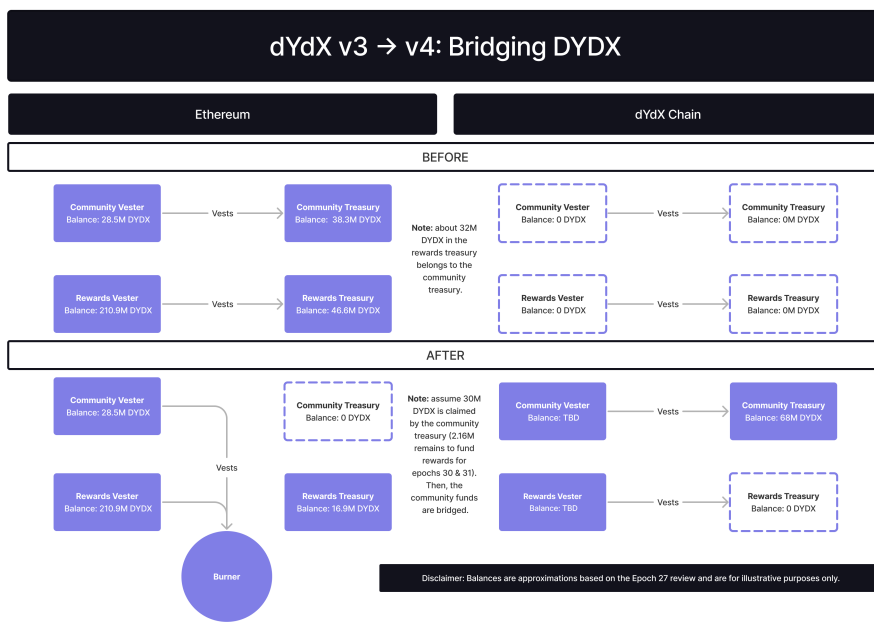 dYdX v3 → v4: Bridging DYDX
Ethereum
dYdX Chain
BEFORE
Community Vester
Balance: 28.5M DYDX
Vests
Community Treasury
Balance:  38.3M DYDX
Rewards Vester
Balance: 210.9M DYDX
Vests
Rewards Treasury
Balance: 46.6M DYDX
Note: about 32M
DYDX in the
rewards treasury
belongs to the
community
treasury.
Community Vester
Balance: 0 DYDX
Vests
Community Treasury
Balance: 0M DYDX
Rewards Vester
Balance: 0 DYDX
Vests
Rewards Treasury
Balance: 0M DYDX
AFTER
Community Vester
Balance: 28.5M DYDX
Rewards Vester
Balance: 210.9M DYDX
Vests
Burner
Community Treasury
Balance: 0 DYDX
Rewards Treasury
Balance: 16.9M DYDX
Note: assume 30M
DYDX is claimed
by the community
treasury (2.16M
remains to fund
rewards for
epochs 30 & 31).
Then, the
community funds
are bridged.
Community Vester
Balance: TBD
Vests
Community Treasury
Balance: 68M DYDX
Rewards Vester
Balance: TBD
Vests
Rewards Treasury
Balance: 0 DYDX
Disclaimer: Balances are approximations based on the Epoch 27 review and are for illustrative purposes only.